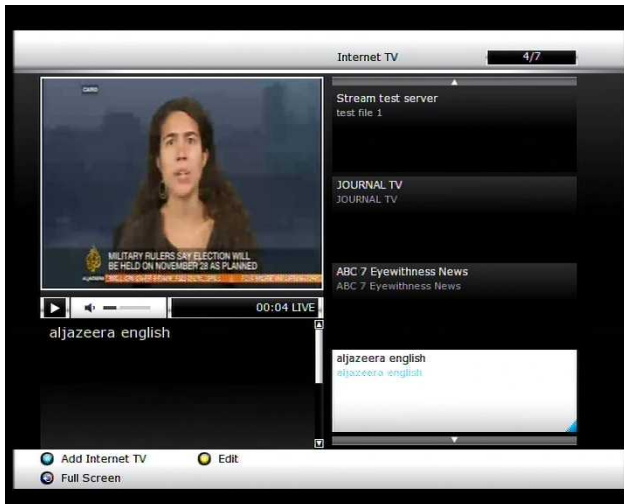 Internet TV
4/7
CAIRO
MILITARY RULERS SAY ELECTION WILL
BE HELD ON NOVEMBER 28 AS PLANNED
ALJAZEERA
00:04 LIVE
aljazeera english
Stream test server
test file 1
JOURNAL TV
JOURNAL TV
ABC 7 Eyewithness News
ABC 7 Eyewithness News
aljazeera english
aljazeera english
Add Internet TV
Edit
Full Screen